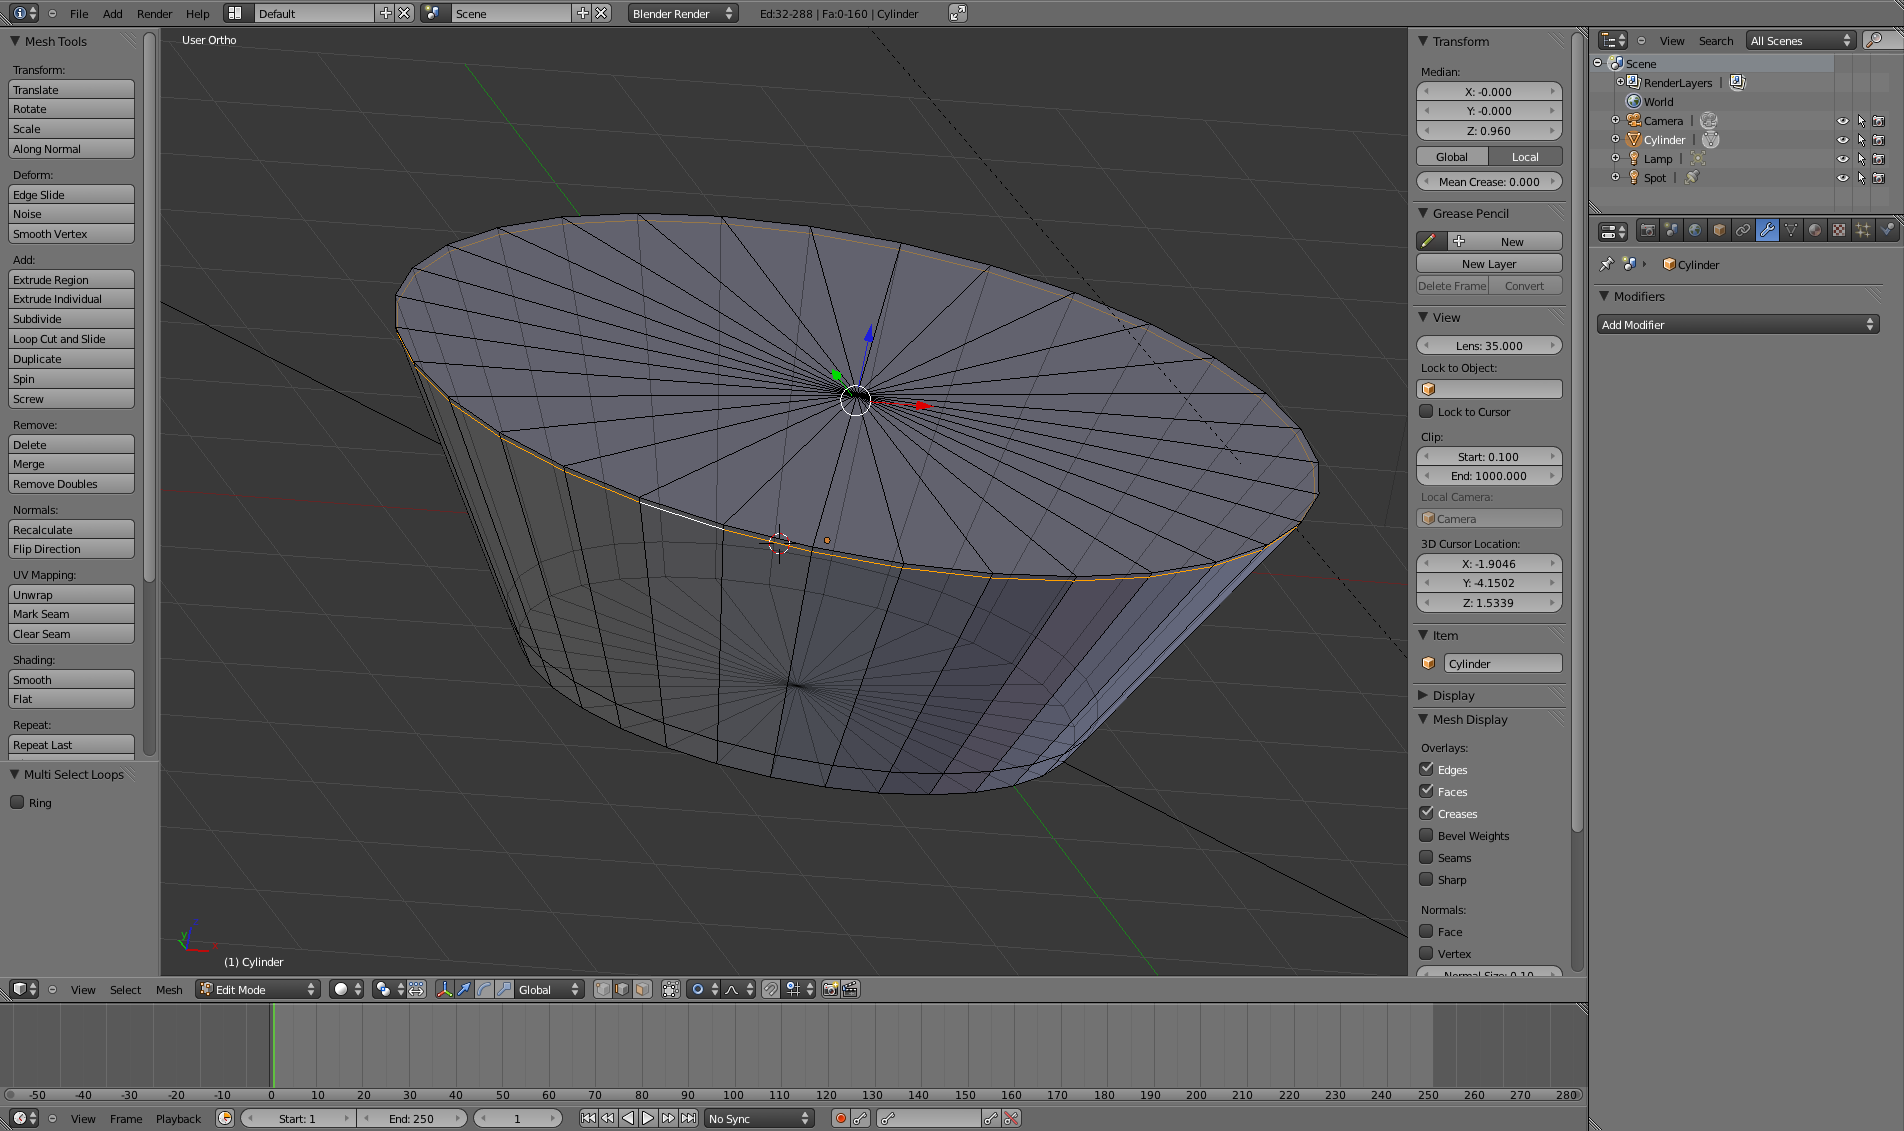 File Add Render Help Default Scene Blender Render Ed:32-288 | Fa:0-160 | Cylinder
Mesh Tools
Transform:
Translate
Rotate
Scale
Along Normal
Deform:
Edge Slide
Noise
Smooth Vertex
Add:
Extrude Region
Extrude Individual
Subdivide
Loop Cut and Slide
Duplicate
Spin
Screw
Remove:
Delete
Merge
Remove Doubles
Normals:
Recalculate
Flip Direction
UV Mapping:
Unwrap
Mark Seam
Clear Seam
Shading:
Smooth
Flat
Repeat:
Repeat Last
Multi Select Loops
Ring
User Ortho
(1) Cylinder
Transform
Median:
X: -0.000
Y: -0.000
Z: 0.960
Global Local
Mean Crease: 0.000
Grease Pencil
New
New Layer
Delete Frame Convert
View
Lens: 35.000
Lock to Object:
Lock to Cursor
Clip:
Start: 0.100
End: 1000.000
Local Camera:
Camera
3D Cursor Location:
X: -1.9046
Y: -4.1502
Z: 1.5339
Item
Cylinder
Display
Mesh Display
Overlays:
Edges
Faces
Creases
Bevel Weights
Seams
Sharp
Normals:
Face
Vertex
Normal Size: 0.10
View Search All Scenes
Scene
RenderLayers |
World
Camera |
Cylinder |
Lamp |
Spot |
Cylinder
Modifiers
Add Modifier
View Select Mesh Edit Mode Global
-50 -40 -30 -20 -10 0 10 20 30 40 50 60 70 80 90 100 110 120 130 140 150 160 170 180 190 200 210 220 230 240 250 260 270 280
View Frame Playback Start: 1 End: 250 1 No Sync